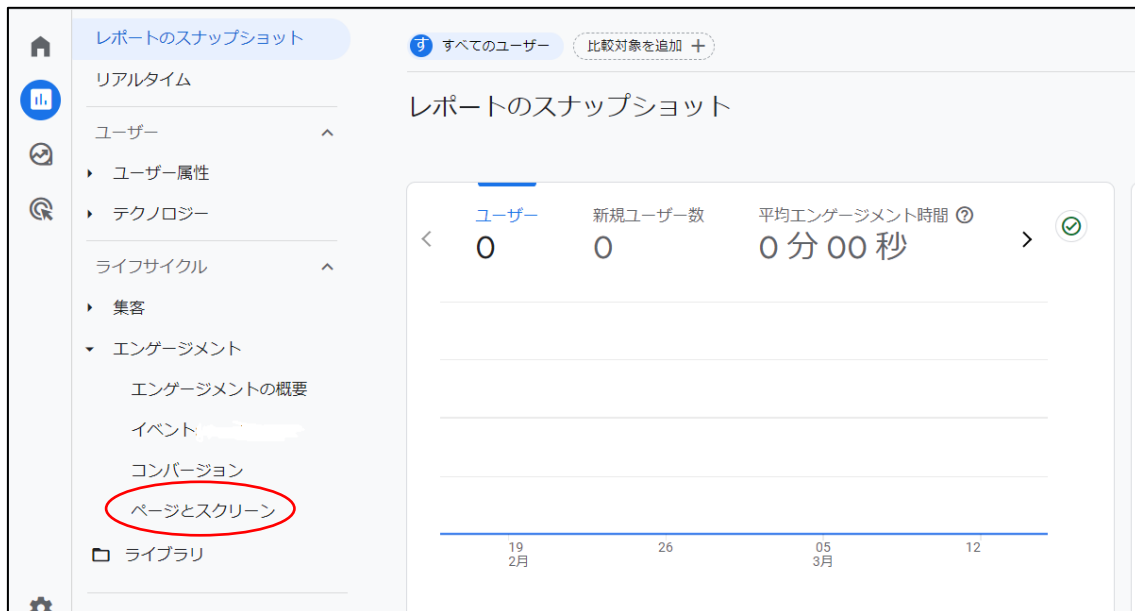 レポートのスナップショット
リアルタイム
ユーザー
ユーザー属性
テクノロジー
ライフサイクル
集客
エンゲージメント
エンゲージメントの概要
イベント
コンバージョン
ページとスクリーン
ライブラリ
す すべてのユーザー 比較対象を追加 +
レポートのスナップショット
ユーザー 新規ユーザー数 平均エンゲージメント時間
0 0 0 分 00 秒
19 26 05 12
2月 3月